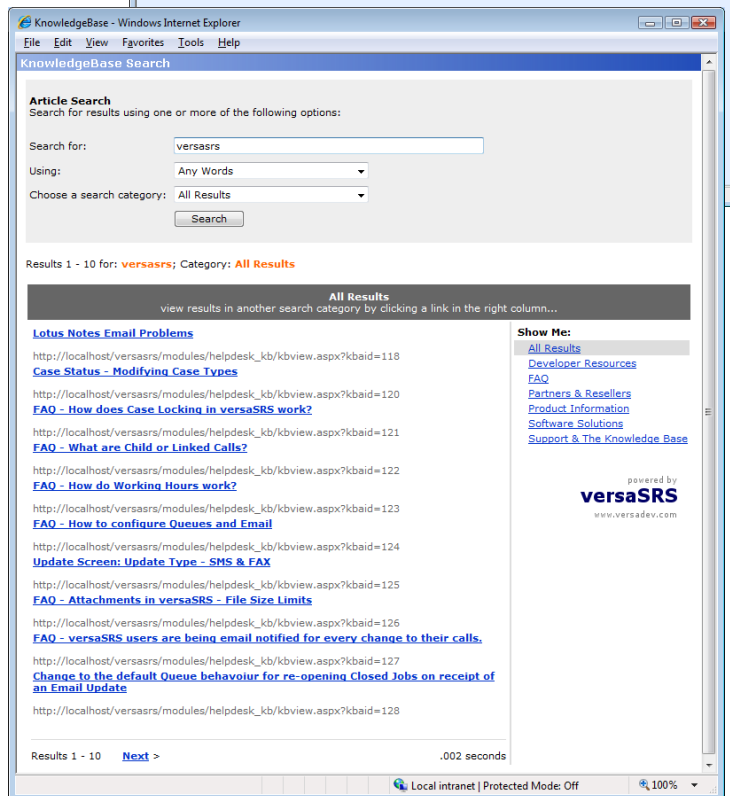 KnowledgeBase - Windows Internet Explorer
File Edit View Favorites Tools Help
KnowledgeBase Search
Article Search
Search for results using one or more of the following options:
Search for: versasrs
Using: Any Words
Choose a search category: All Results
Search
Results 1 - 10 for: versasrs; Category: All Results
All Results
view results in another search category by clicking a link in the right column...
Lotus Notes Email Problems
http://localhost/versasrs/modules/helpdesk_kb/kbview.aspx?kbaid=118
Case Status - Modifying Case Types
http://localhost/versasrs/modules/helpdesk_kb/kbview.aspx?kbaid=120
FAQ - How does Case Locking in versaSRS work?
http://localhost/versasrs/modules/helpdesk_kb/kbview.aspx?kbaid=121
FAQ - What are Child or Linked Calls?
http://localhost/versasrs/modules/helpdesk_kb/kbview.aspx?kbaid=122
FAQ - How do Working Hours work?
http://localhost/versasrs/modules/helpdesk_kb/kbview.aspx?kbaid=123
FAQ - How to configure Queues and Email
http://localhost/versasrs/modules/helpdesk_kb/kbview.aspx?kbaid=124
Update Screen: Update Type - SMS & FAX
http://localhost/versasrs/modules/helpdesk_kb/kbview.aspx?kbaid=125
FAQ - Attachments in versaSRS - File Size Limits
http://localhost/versasrs/modules/helpdesk_kb/kbview.aspx?kbaid=126
FAQ - versaSRS users are being email notified for every change to their calls.
http://localhost/versasrs/modules/helpdesk_kb/kbview.aspx?kbaid=127
Change to the default Queue behavoiur for re-opening Closed Jobs on receipt of
an Email Update
http://localhost/versasrs/modules/helpdesk_kb/kbview.aspx?kbaid=128
Results 1 - 10 Next > .002 seconds
Show Me:
All Results
Developer Resources
FAQ
Partners & Resellers
Product Information
Software Solutions
Support & The Knowledge Base
powered by
versaSRS
www.versadev.com
Local intranet | Protected Mode: Off 100%